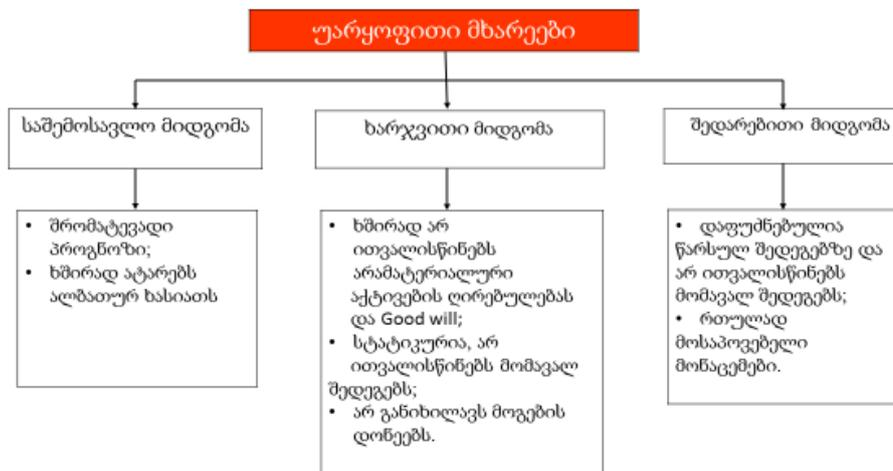 უარყოფითი მხარეები
საშემოსავლო მიდგომა
ხარჯვითი მიდგომა
შედარებითი მიდგომა
• შრომატევადი
პროგნოზი;
• ხშირად ატარებს
ალბათურ ხასიათს
• ხშირად არ
ითვალისწინებს
არამატერიალური
აქტივების ღირებულებას
და Good will;
• სტატიკურია, არ
ითვალისწინებს მომავალ
შედეგებს;
• არ განიხილავს მოგების
დონეებს.
• დაფუძნებულია
წარსულ შედეგებზე და
არ ითვალისწინებს
მომავალ შედეგებს;
• რთულად
მოსაპოვებელი
მონაცემები.